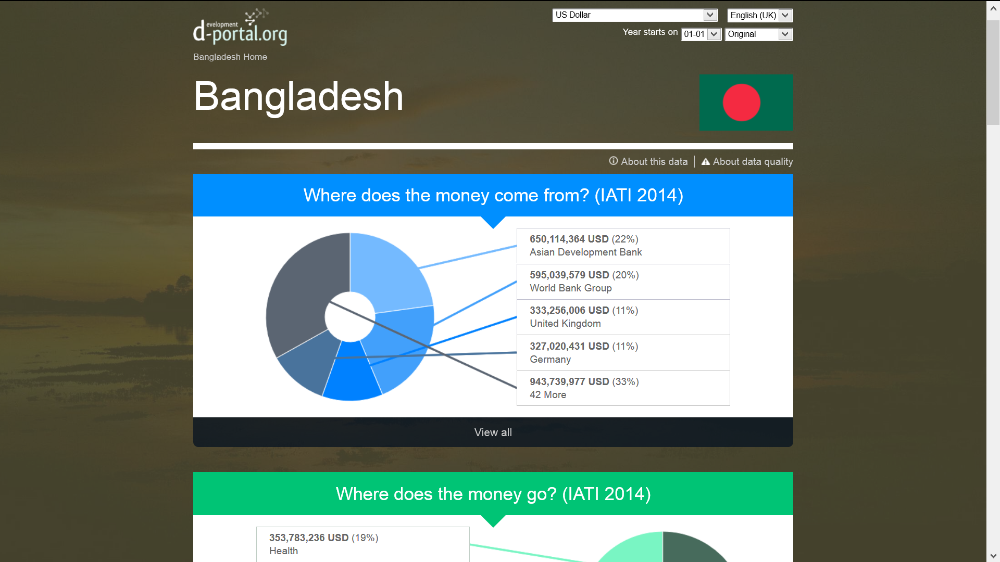 development
d-portal.org
US Dollar
English (UK)
Year starts on 01-01 Original
Bangladesh Home
Bangladesh
About this data
About data quality
Where does the money come from? (IATI 2014)
650,114,364 USD (22%)
Asian Development Bank
595,039,579 USD (20%)
World Bank Group
333,256,006 USD (11%)
United Kingdom
327,020,431 USD (11%)
Germany
943,739,977 USD (33%)
42 More
View all
Where does the money go? (IATI 2014)
353,783,236 USD (19%)
Health